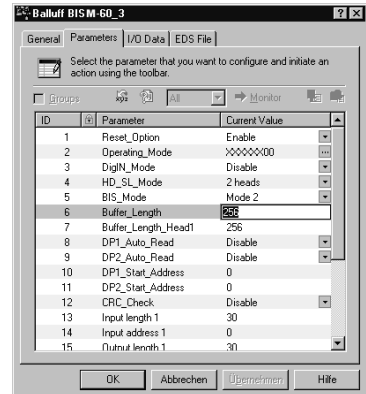 Balluff BISM-60_3
General Parameters I/O Data EDS File
Select the parameter that you want to configure and initiate an
action using the toolbar.
Groups All Monitor
ID Parameter Current Value
1 Reset_Option Enable
2 Operating_Mode XXXXXX00
3 DigIN_Mode Disable
4 HD_SL_Mode 2 heads
5 BIS_Mode Mode 2
6 Buffer_Length 256
7 Buffer_Length_Head1 256
8 DP1_Auto_Read Disable
9 DP2_Auto_Read Disable
10 DP1_Start_Address 0
11 DP2_Start_Address 0
12 CRC_Check Disable
13 Input length 1 30
14 Input address 1 0
15 Output length 1 30
OK Abbrechen Übernehmen Hilfe